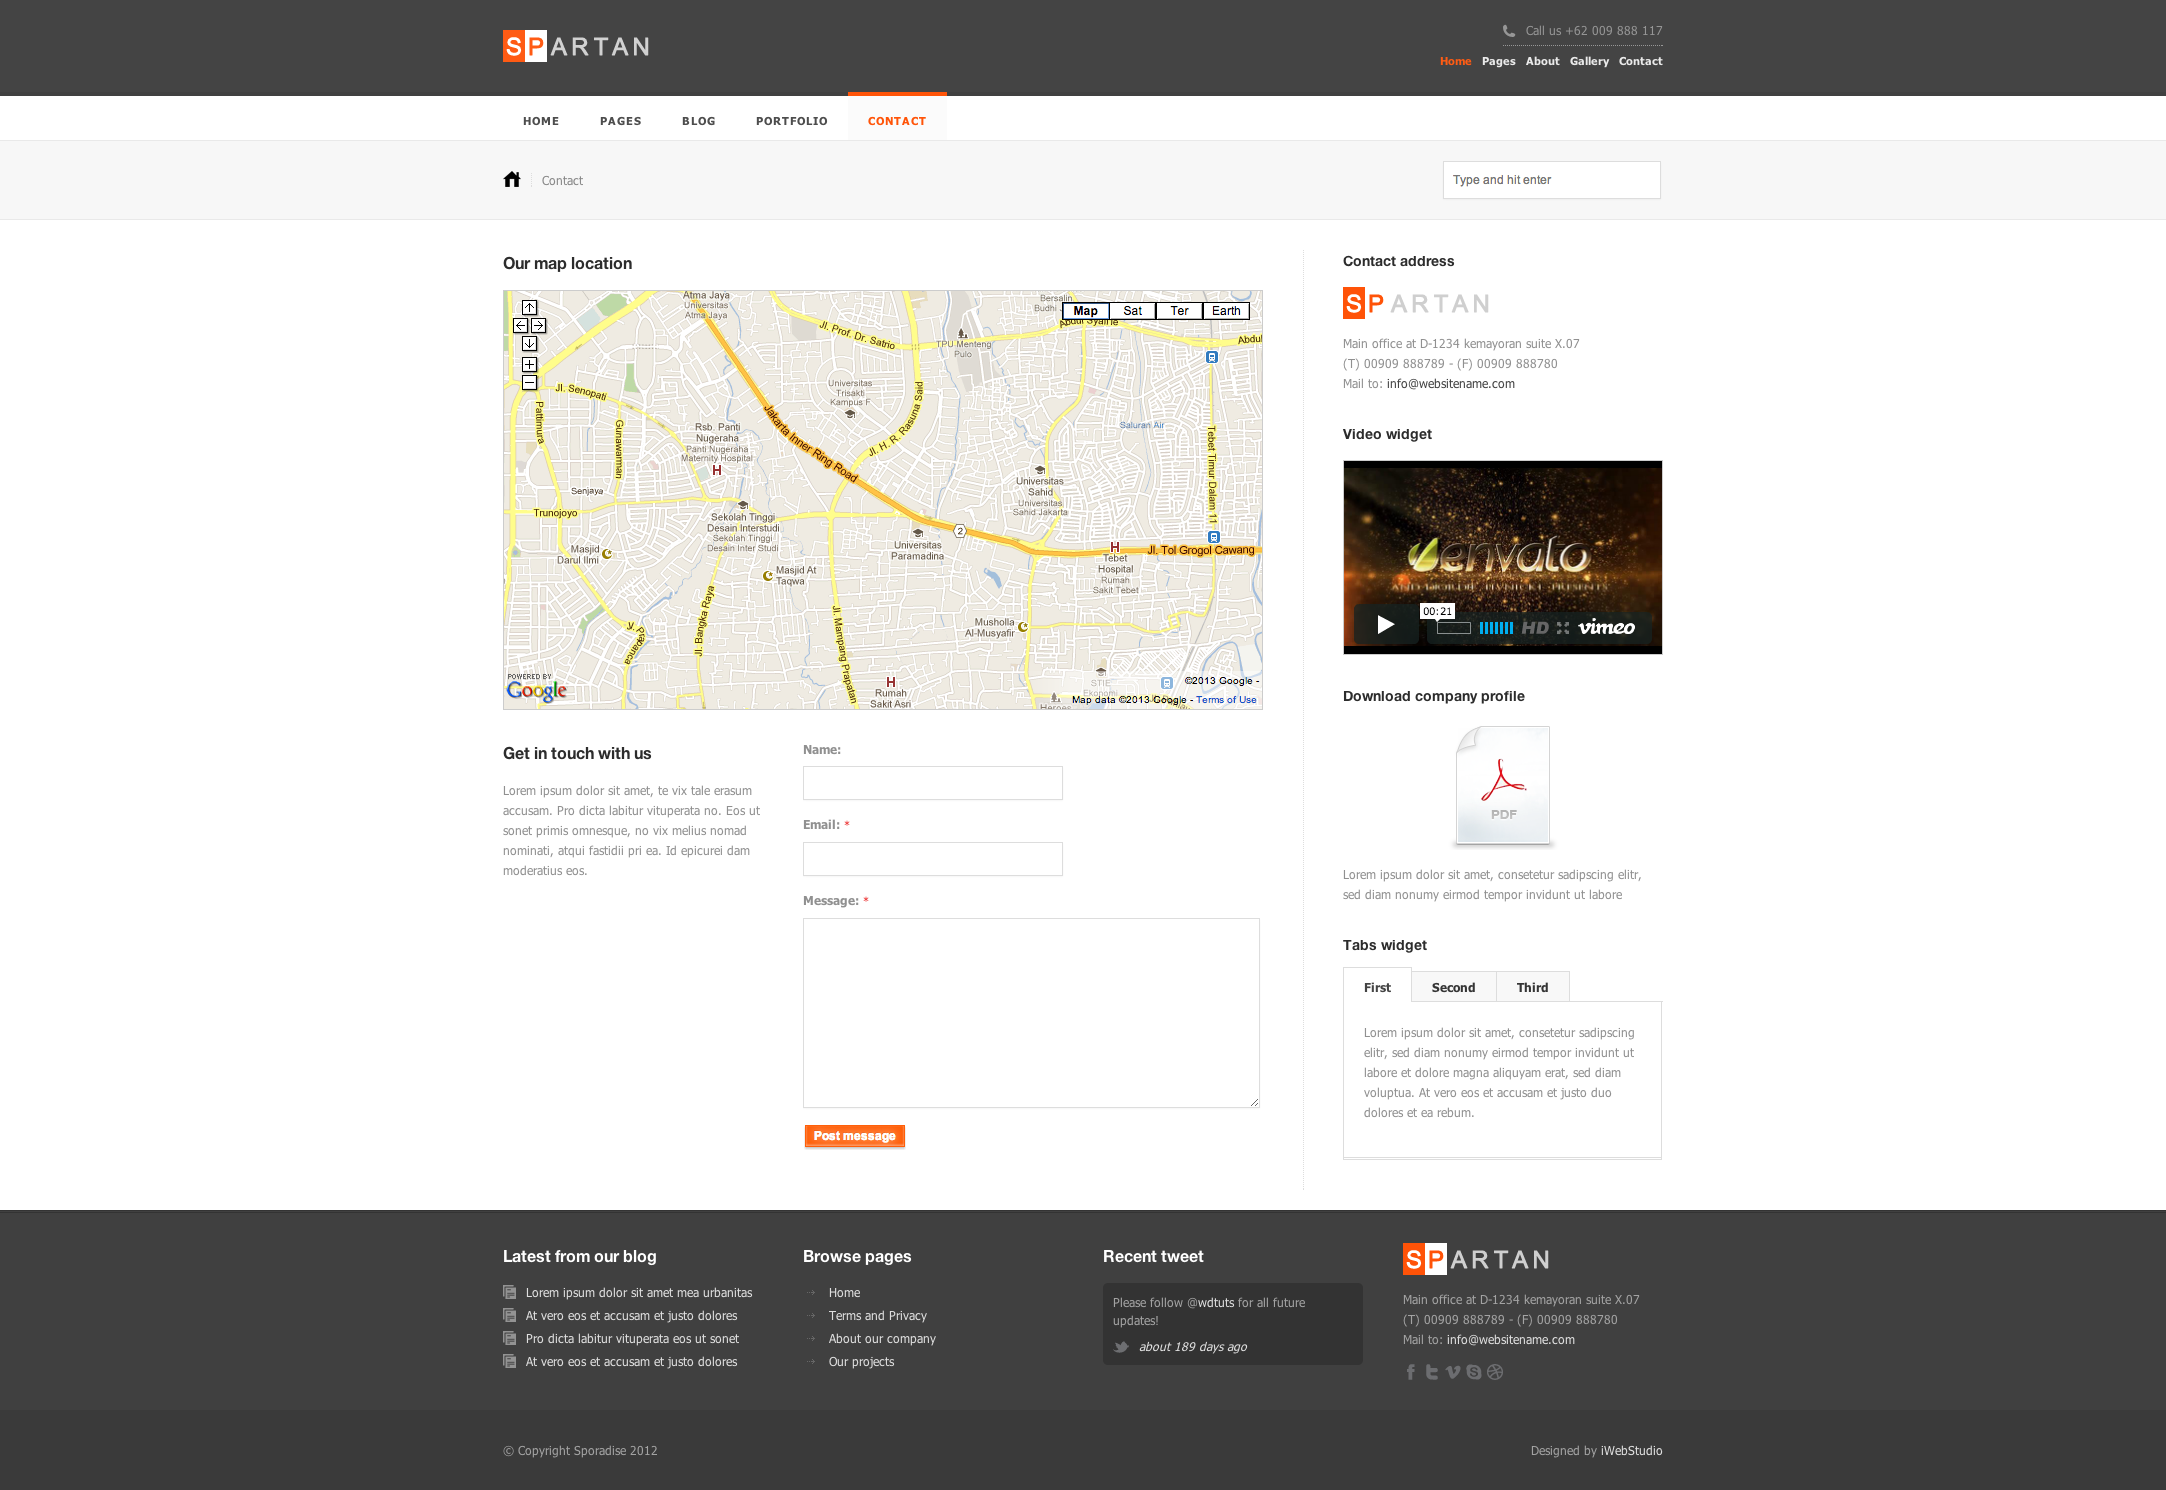 SPARTAN
Call us +62 009 888 117
Home Pages About Gallery Contact
HOME PAGES BLOG PORTFOLIO CONTACT
Contact
Type and hit enter
Our map location
Atma Jaya
Universitas
Atma Jaya
Jl. Prof. Dr. Satrio
TPU Menteng
Pulo
Map Sat Ter Earth
Jl. Senopati
Pattimura
Gunawarman
Universitas
Trisakti
Kampus F
Jl. H. R. Rasuna Said
Jakarta Inner Ring Road
Rsb. Panti
Nugeraha
Panti Nugeraha
Maternity Hospital
H
Saluran Air
Tebet Timur Dalam 11
Senjaya
Trunojoyo
Universitas
Sahid
Universitas
Sahid Jakarta
Sekolah Tinggi
Desain Interstudi
Sekolah Tinggi
Desain Inter Studi
2
Universitas
Paramadina
Masjid
Darul Ilmi
Masjid At
Taqwa
H
Tebet
Hospital
Rumah
Sakit Tebet
Jl. Tol Grogol Cawang
Jl. Bangka Raya
Jl. Mampang Prapatan
Musholla
Al-Musyafir
H
Rumah
Sakit Asri
STIE
Ekonomi
POWERED BY
Google
©2013 Google -
Map data ©2013 Google - Terms of Use
Get in touch with us
Lorem ipsum dolor sit amet, te vix tale erasum
accusam. Pro dicta labitur vituperata no. Eos ut
sonet primis omnesque, no vix melius nomad
nominati, atqui fastidii pri ea. Id epicurei dam
moderatius eos.
Name:
Email: *
Message: *
Post message
Contact address
SPARTAN
Main office at D-1234 kemayoran suite X.07
(T) 00909 888789 - (F) 00909 888780
Mail to: info@websitename.com
Video widget
envato
00:21
HD vimeo
Download company profile
PDF
Lorem ipsum dolor sit amet, consetetur sadipscing elitr,
sed diam nonumy eirmod tempor invidunt ut labore
Tabs widget
First Second Third
Lorem ipsum dolor sit amet, consetetur sadipscing
elitr, sed diam nonumy eirmod tempor invidunt ut
labore et dolore magna aliquyam erat, sed diam
voluptua. At vero eos et accusam et justo duo
dolores et ea rebum.
Latest from our blog
Lorem ipsum dolor sit amet mea urbanitas
At vero eos et accusam et justo dolores
Pro dicta labitur vituperata eos ut sonet
At vero eos et accusam et justo dolores
Browse pages
Home
Terms and Privacy
About our company
Our projects
Recent tweet
Please follow @wdtuts for all future
updates!
about 189 days ago
SPARTAN
Main office at D-1234 kemayoran suite X.07
(T) 00909 888789 - (F) 00909 888780
Mail to: info@websitename.com
© Copyright Sporadise 2012
Designed by iWebStudio